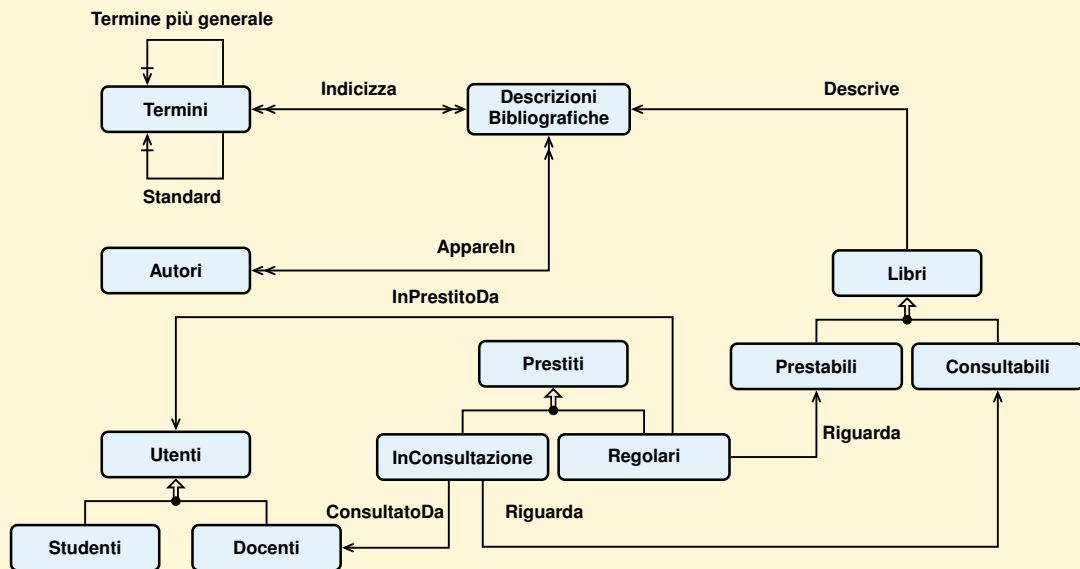 Termine più generale
Termini
Indicizza
Descrizioni
Bibliografiche
Descrive
Standard
Autori
AppareIn
Libri
InPrestitoDa
Prestiti
Prestabili
Consultabili
Utenti
InConsultazione
Regolari
Riguarda
ConsultatoDa
Riguarda
Studenti
Docenti